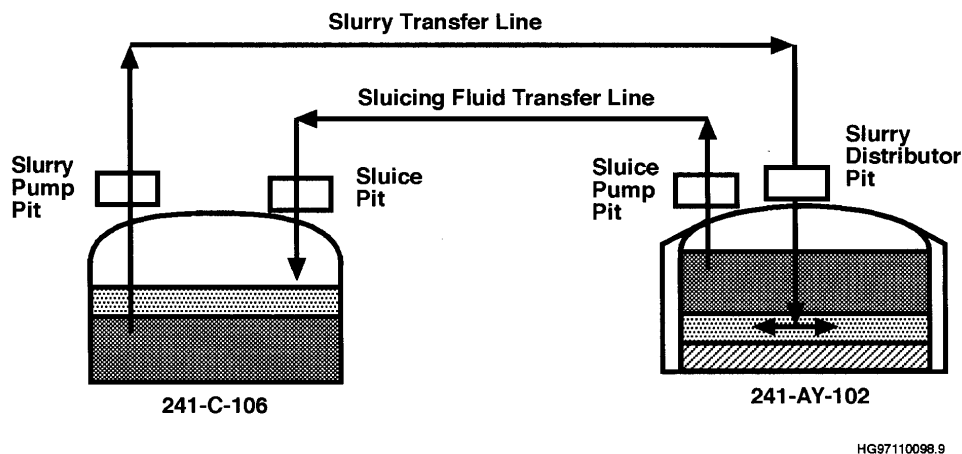 Slurry Transfer Line
Sluicing Fluid Transfer Line
Slurry
Pump
Pit
Sluice
Pit
Sluice
Pump
Pit
Slurry
Distributor
Pit
241-C-106
241-AY-102
HG97110098.9